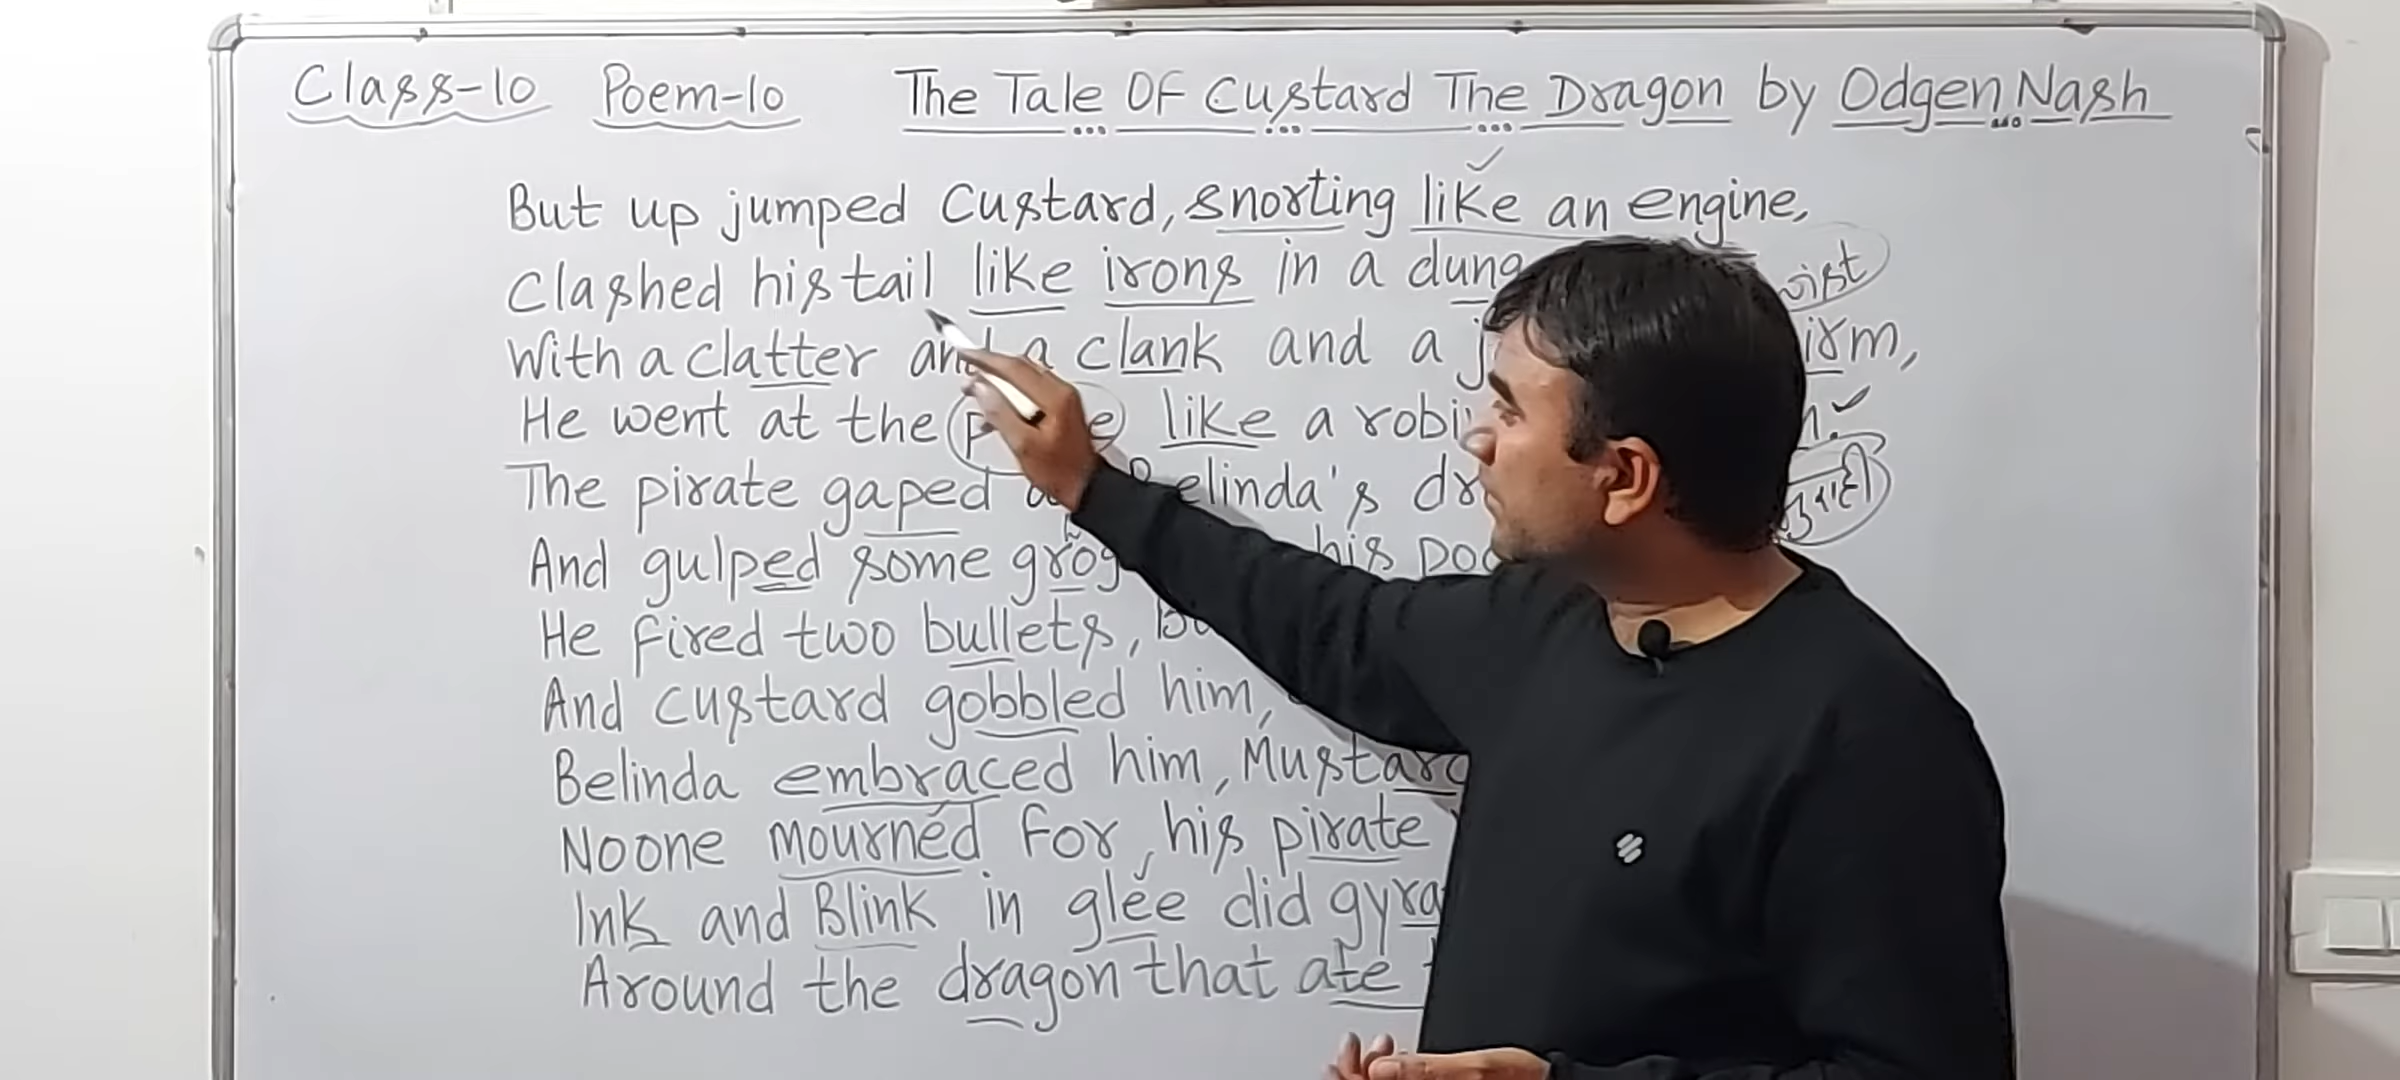 Class-10 Poem-10 The Tale OF Custard The Dragon by Odgen Nash
But up jumped Custard, snorting like an engine,
Clashed his tail like irons in a dung
With a clatter and a clank and a j irm,
He went at the like a robi
The pirate gaped Belinda's dr
And gulped some grog his poc
He fired two bullets,
And custard gobbled him,
Belinda embraced him, Mustard
Noone mourned for, his pirate
Ink and Blink in glee did gyra
Around the dragon that ate